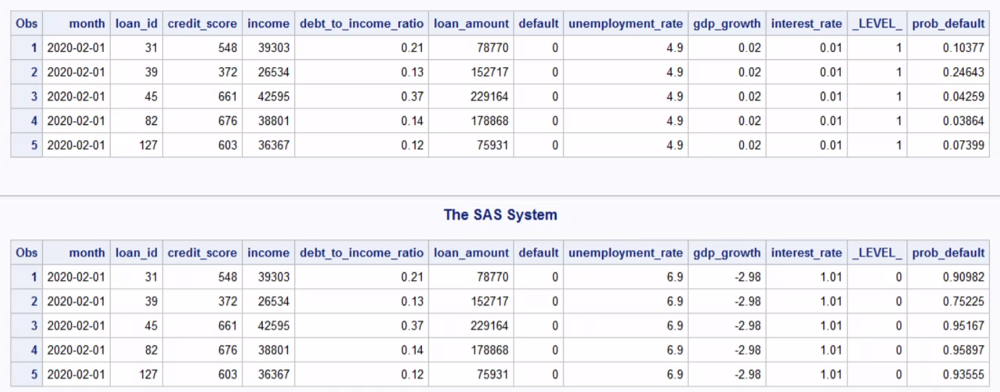 Obs month loan_id credit_score income debt_to_income_ratio loan_amount default unemployment_rate gdp_growth interest_rate _LEVEL_ prob_default
1 2020-02-01 31 548 39303 0.21 78770 0 4.9 0.02 0.01 1 0.10377
2 2020-02-01 39 372 26534 0.13 152717 0 4.9 0.02 0.01 1 0.24643
3 2020-02-01 45 661 42595 0.37 229164 0 4.9 0.02 0.01 1 0.04259
4 2020-02-01 82 676 38801 0.14 178868 0 4.9 0.02 0.01 1 0.03864
5 2020-02-01 127 603 36367 0.12 75931 0 4.9 0.02 0.01 1 0.07399
The SAS System
Obs month loan_id credit_score income debt_to_income_ratio loan_amount default unemployment_rate gdp_growth interest_rate _LEVEL_ prob_default
1 2020-02-01 31 548 39303 0.21 78770 0 6.9 -2.98 1.01 0 0.90982
2 2020-02-01 39 372 26534 0.13 152717 0 6.9 -2.98 1.01 0 0.75225
3 2020-02-01 45 661 42595 0.37 229164 0 6.9 -2.98 1.01 0 0.95167
4 2020-02-01 82 676 38801 0.14 178868 0 6.9 -2.98 1.01 0 0.95897
5 2020-02-01 127 603 36367 0.12 75931 0 6.9 -2.98 1.01 0 0.93555